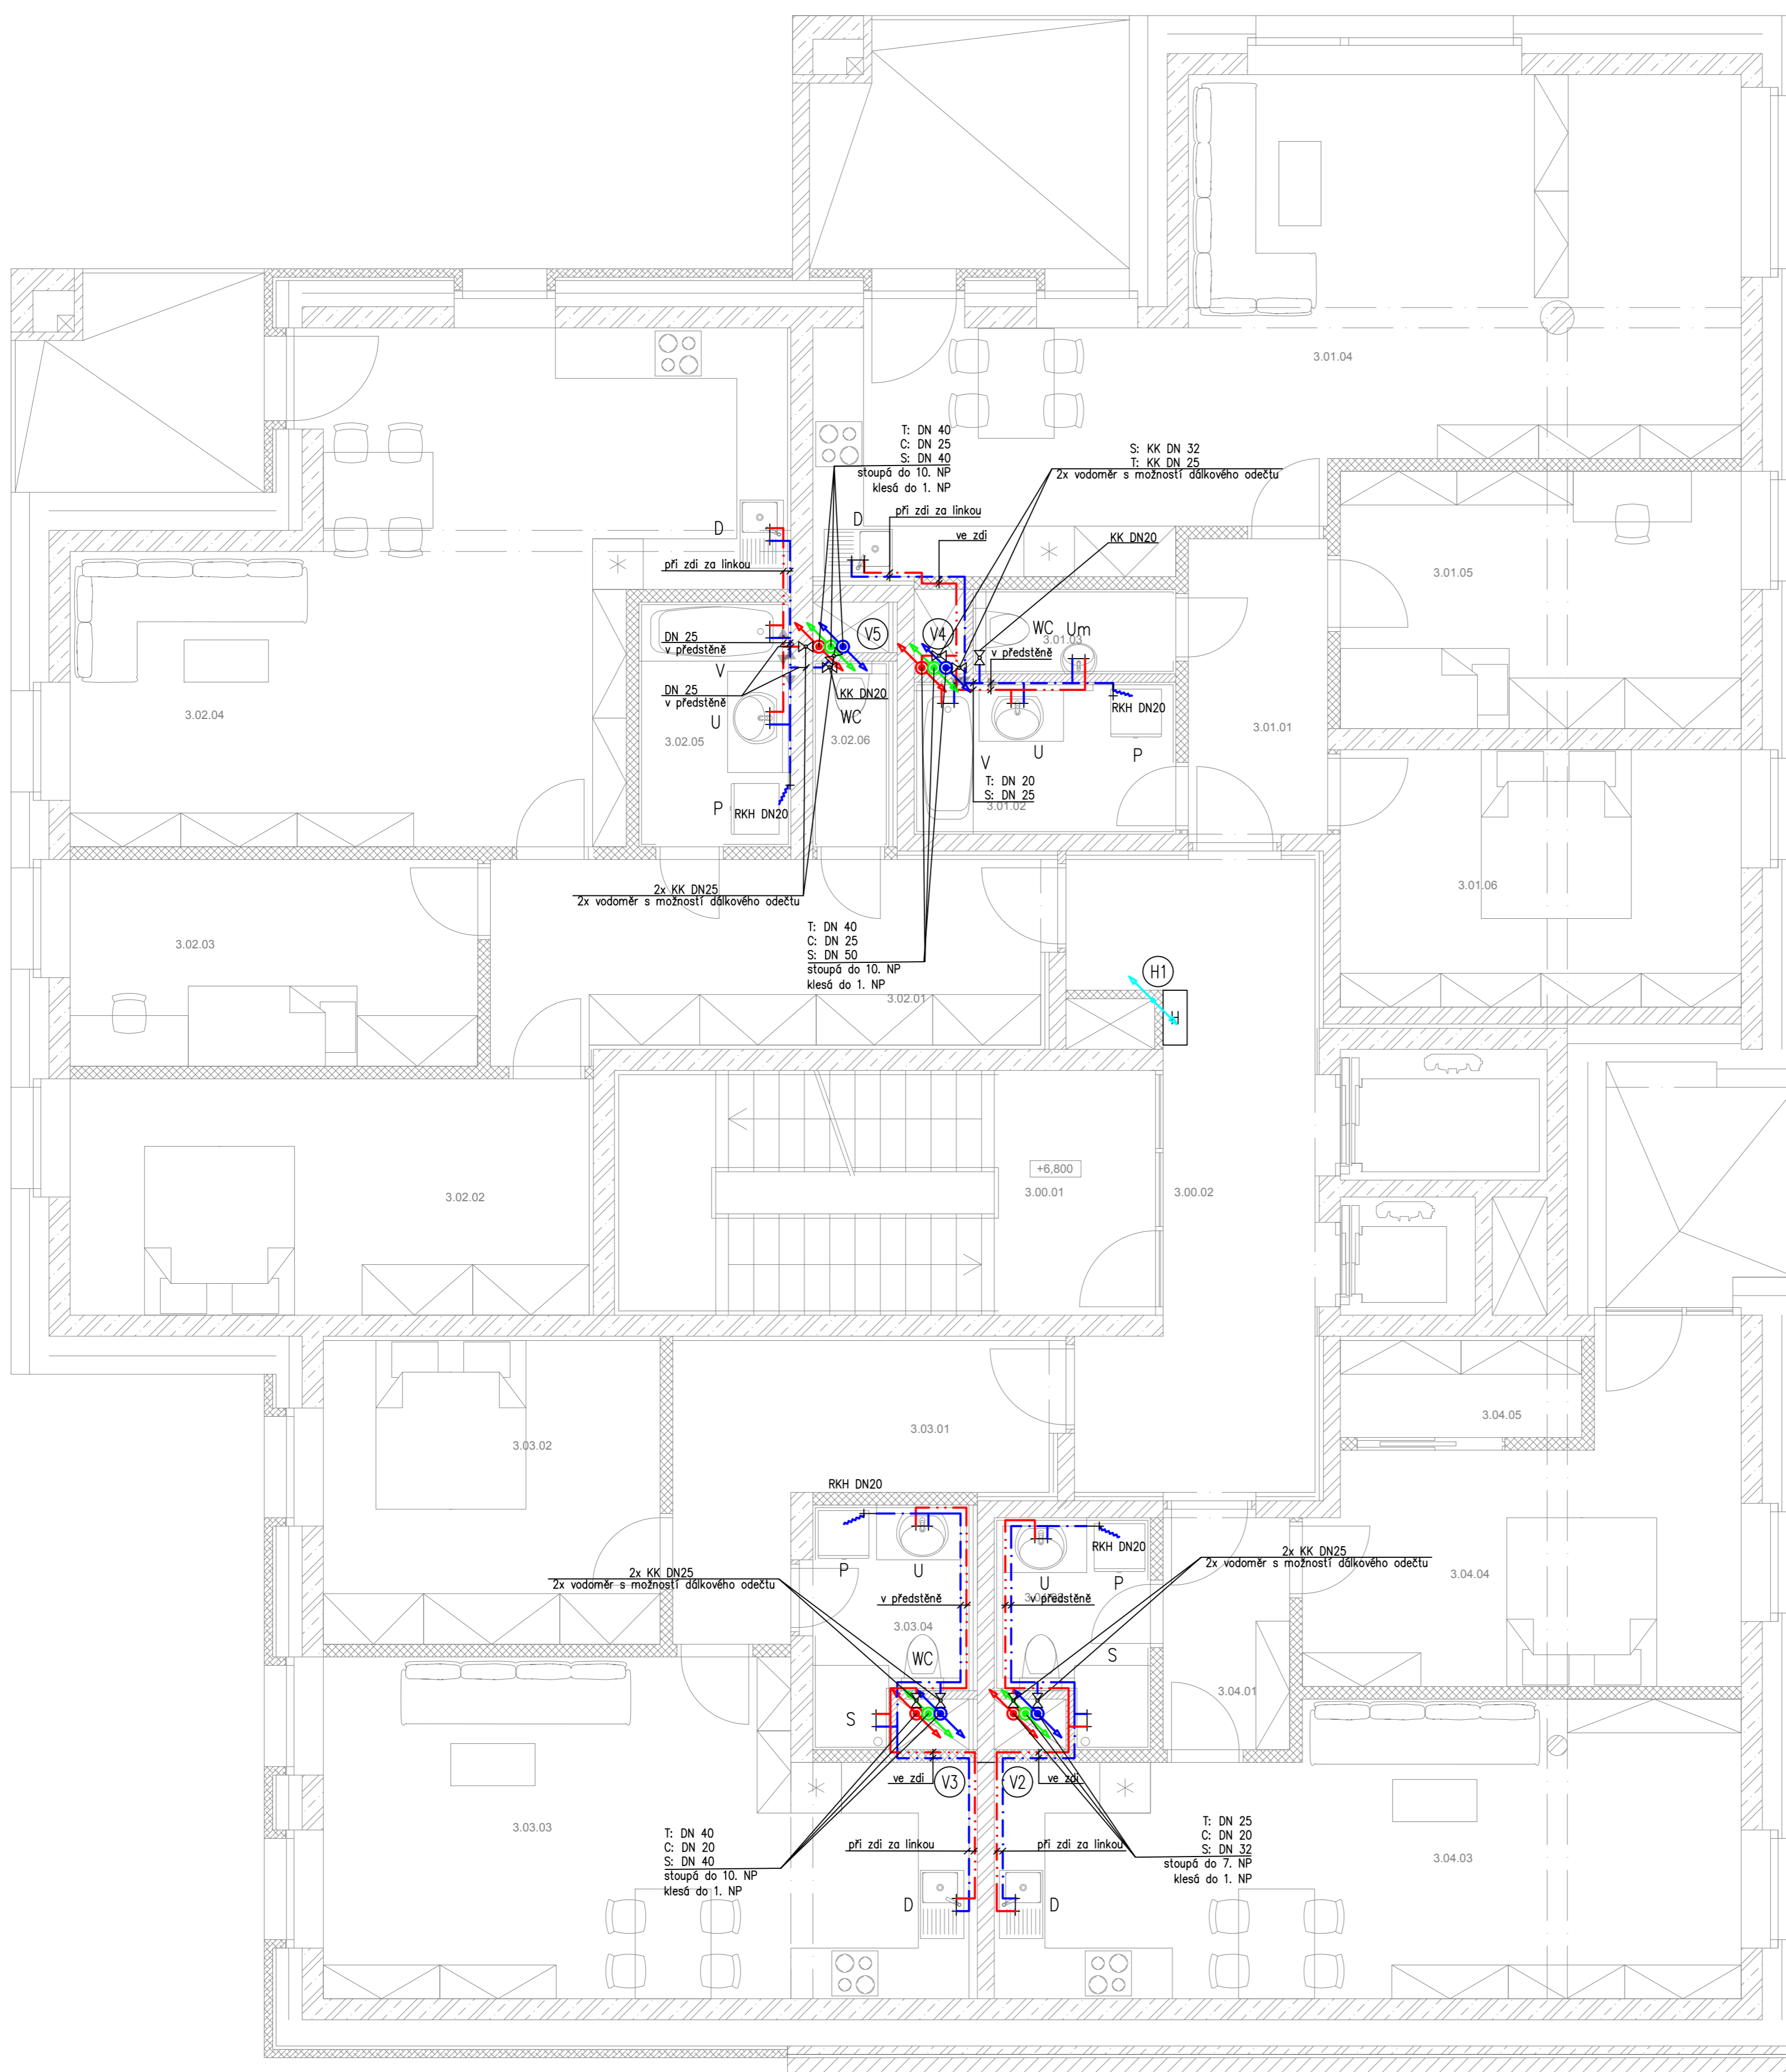 3.01.04
T: DN 40
C: DN 25
S: DN 40
stoupá do 10. NP
klesá do 1. NP
S: KK DN 32
T: KK DN 25
2x vodoměr s možností dálkového odečtu
D
D
při zdi za linkou
ve zdi
KK DN20
při zdi za linkou
3.01.05
V5
V4
WC
Um
3.01.03
DN 25
v předstěně
v předstěně
V
DN 25
v předstěně
KK DN20
RKH DN20
3.02.04
U
WC
3.02.05
3.02.06
3.01.01
U
P
V
T: DN 20
S: DN 25
3.01.02
P
RKH DN20
2x KK DN25
2x vodoměr s možností dálkového odečtu
3.01.06
T: DN 40
C: DN 25
S: DN 50
stoupá do 10. NP
klesá do 1. NP
3.02.03
3.02.01
H1
H
+6,800
3.02.02
3.00.01
3.00.02
3.03.01
3.04.05
3.03.02
RKH DN20
RKH DN20
2x KK DN25
2x vodoměr s možností dálkového odečtu
2x KK DN25
2x vodoměr s možností dálkového odečtu
P
U
U
P
3.04.04
v předstěně
v předstěně
3.03.04
WC
S
3.04.01
S
ve zdi
V3
V2
ve zdi
3.03.03
T: DN 40
C: DN 20
S: DN 40
stoupá do 10. NP
klesá do 1. NP
při zdi za linkou
při zdi za linkou
T: DN 25
C: DN 20
S: DN 32
stoupá do 7. NP
klesá do 1. NP
3.04.03
D
D